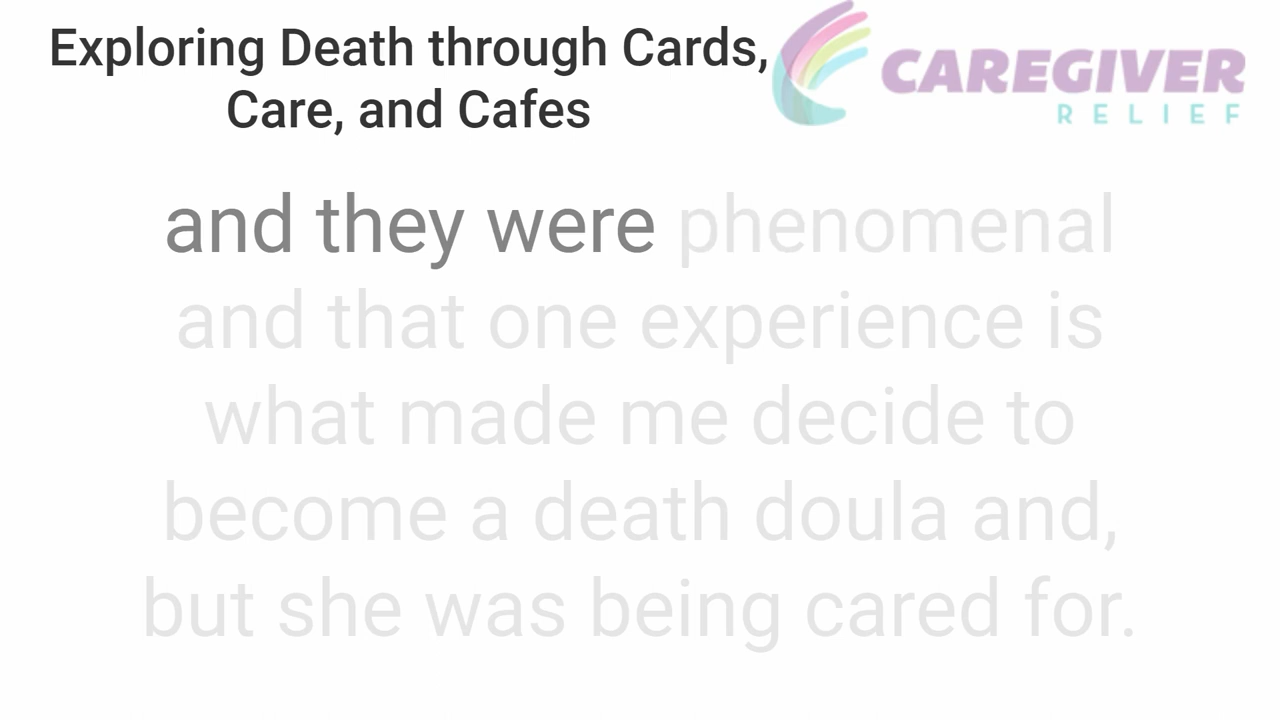 Exploring Death through Cards,
Care, and Cafes
CAREGIVER
RELIEF
and they were phenomenal
and that one experience is
what made me decide to
become a death doula and,
but she was being cared for.